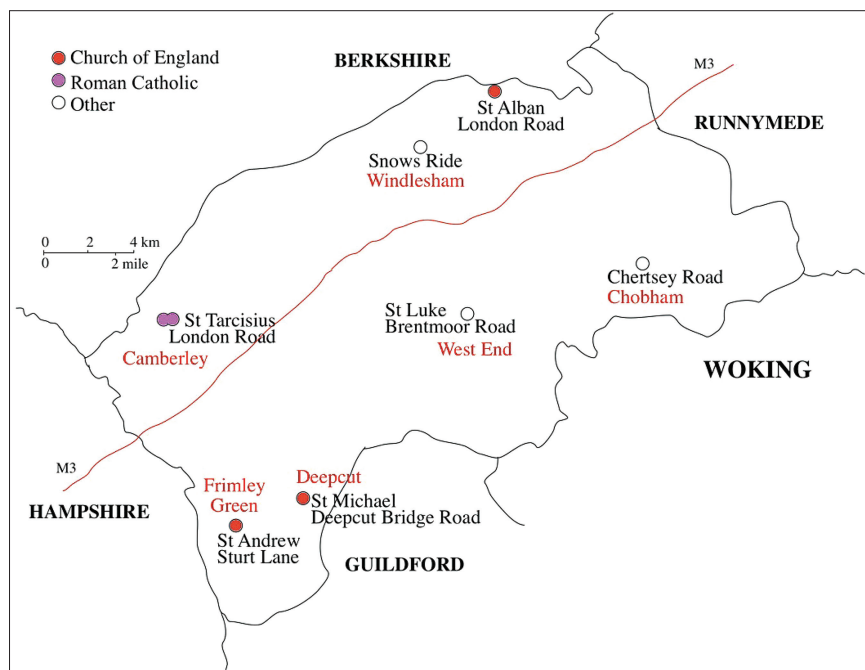 Church of England
Roman Catholic
Other
BERKSHIRE
M3
St Alban
London Road
RUNNYMEDE
Snows Ride
Windlesham
0 2 4 km
0 2 mile
Chertsey Road
Chobham
St Tarcisius
London Road
Camberley
St Luke
Brentmoor Road
West End
WOKING
M3
HAMPSHIRE
Frimley
Green
St Andrew
Sturt Lane
Deepcut
St Michael
Deepcut Bridge Road
GUILDFORD